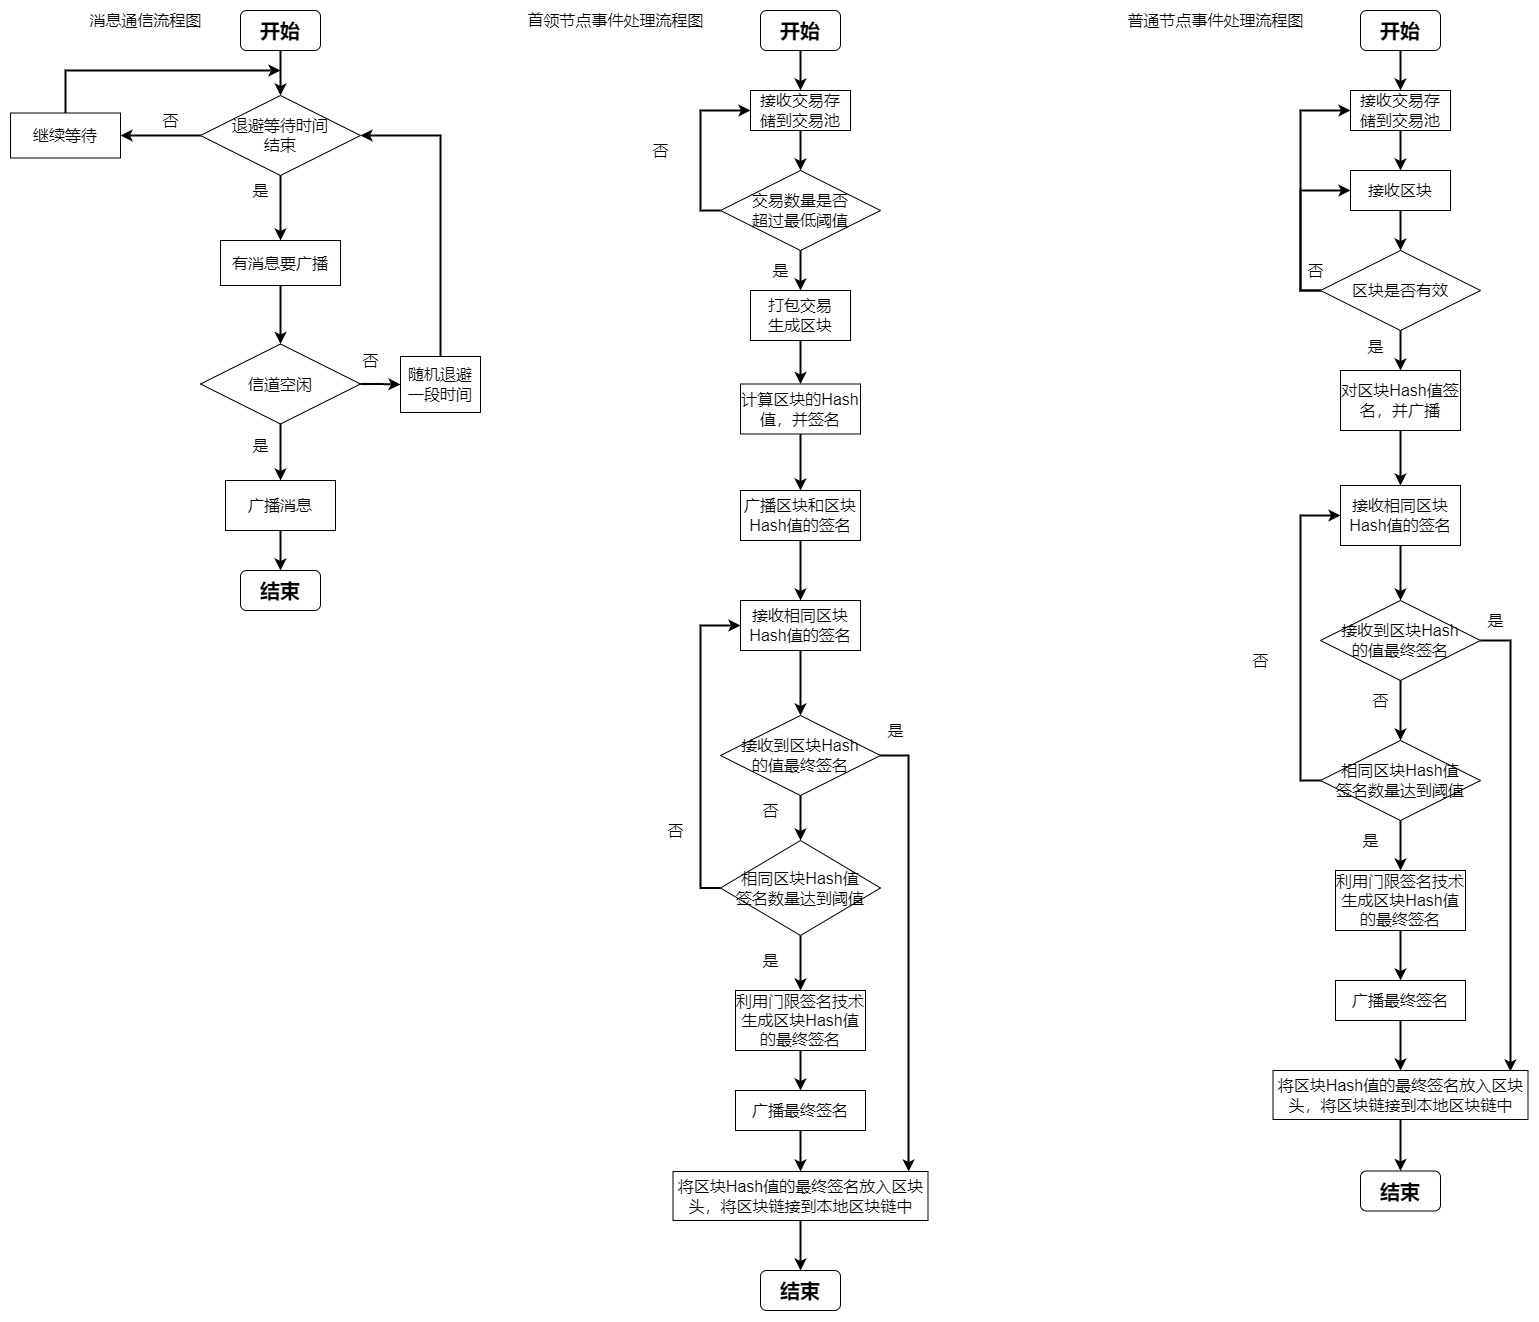 消息通信流程图
开始
退避等待时间
结束
否
继续等待
是
有消息要广播
信道空闲
否
随机退避
一段时间
是
广播消息
结束
首领节点事件处理流程图
开始
接收交易存
储到交易池
否
交易数量是否
超过最低阈值
是
打包交易
生成区块
计算区块的Hash
值，并签名
广播区块和区块
Hash值的签名
接收相同区块
Hash值的签名
接收到区块Hash
的值最终签名
是
否
否
相同区块Hash值
签名数量达到阈值
是
利用门限签名技术
生成区块Hash值
的最终签名
广播最终签名
将区块Hash值的最终签名放入区块
头，将区块链接到本地区块链中
结束
普通节点事件处理流程图
开始
接收交易存
储到交易池
接收区块
否
区块是否有效
是
对区块Hash值签
名，并广播
接收相同区块
Hash值的签名
接收到区块Hash
的值最终签名
是
否
否
相同区块Hash值
签名数量达到阈值
是
利用门限签名技术
生成区块Hash值
的最终签名
广播最终签名
将区块Hash值的最终签名放入区块
头，将区块链接到本地区块链中
结束